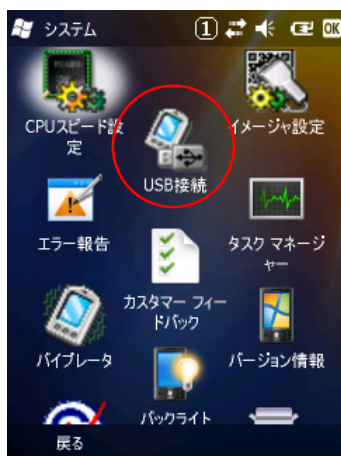 システム
1
OK
CPUスピード設
定
イメージャ設定
USB接続
エラー報告
タスク マネージ
ャー
カスタマー フィー
ドバック
バイブレータ
バージョン情報
バックライト
戻る